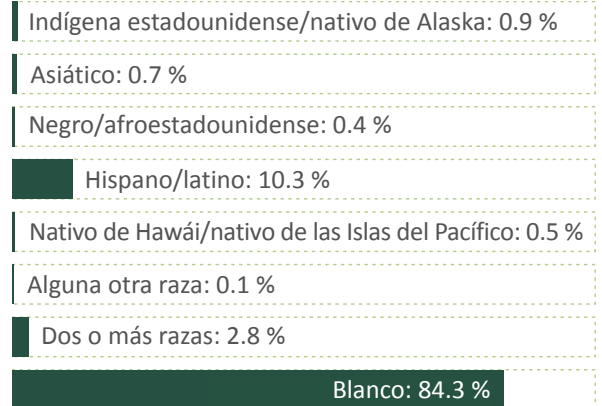 Indígena estadounidense/nativo de Alaska: 0.9 %
Asiático: 0.7 %
Negro/afroestadounidense: 0.4 %
Hispano/latino: 10.3 %
Nativo de Hawái/nativo de las Islas del Pacífico: 0.5 %
Alguna otra raza: 0.1 %
Dos o más razas: 2.8 %
Blanco: 84.3 %